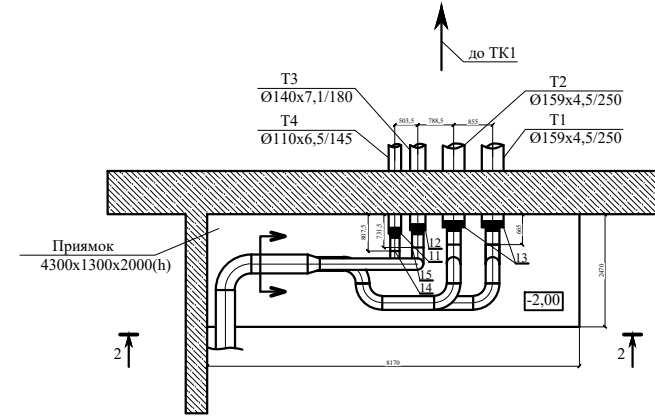 до ТК1
Т3
Ø140x7,1/180
Т4
Ø110x6,5/145
503,5
788,5
855
Т2
Ø159x4,5/250
Т1
Ø159x4,5/250
Приямок
4300x1300x2000(h)
807,5
731,5
12
11
15
14
13
665
2470
-2,00
2
2
8170